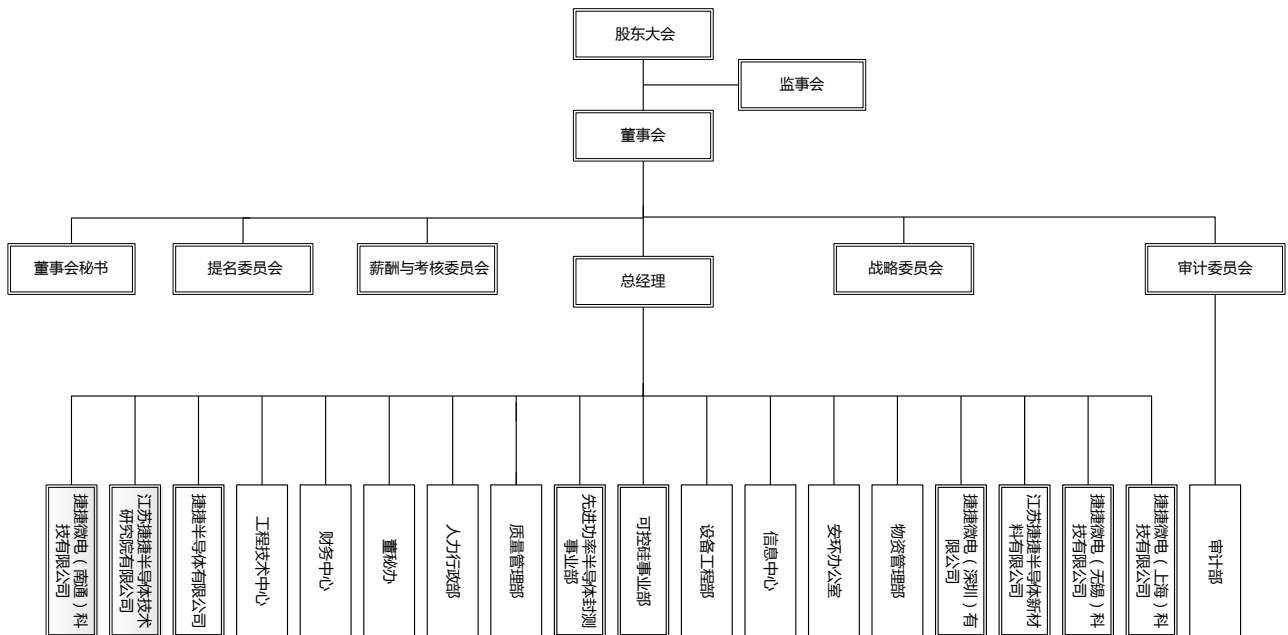 股东大会
监事会
董事会
董事会秘书
提名委员会
薪酬与考核委员会
总经理
战略委员会
审计委员会
捷捷微电（南通）科
技有限公司
江苏捷捷半导体技术
研究院有限公司
捷捷半导体有限公司
工程技术中心
财务中心
董秘办
人力行政部
质量管理部
先进功率半导体封测
事业部
可控硅事业部
设备工程部
信息中心
安环办公室
物资管理部
捷捷微电（深圳）有
限公司
江苏捷捷半导体新材
料有限公司
捷捷微电（无锡）科
技有限公司
捷捷微电（上海）科
技有限公司
审计部